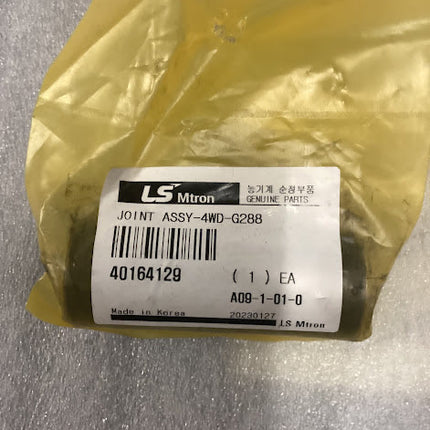 LS Mtron 농기계 순정부품
GENUINE PARTS
JOINT ASSY-4WD-G288
40164129 ( 1 ) EA
A09-1-01-0
Made in Korea 20230127 LS Mtron